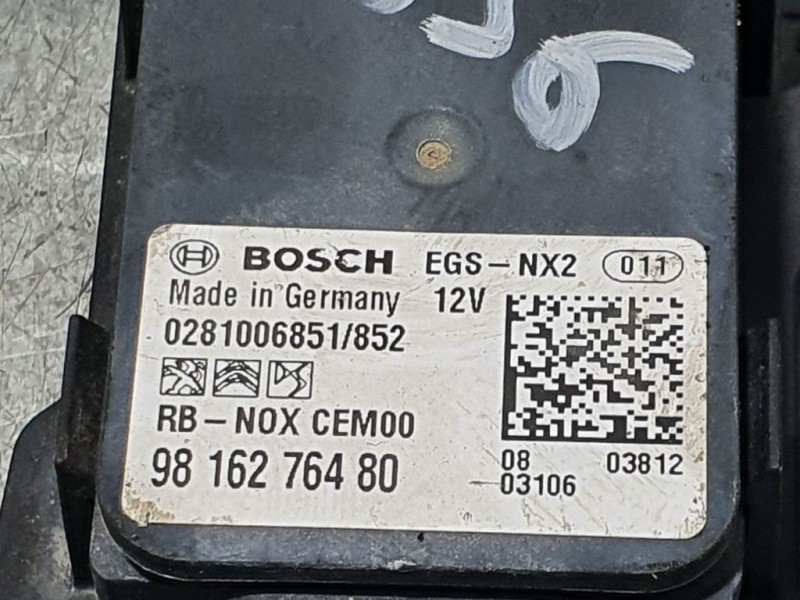 BOSCH EGS-NX2 011
Made in Germany 12V
0281006851/852
RB-NOX CEM00
98 162 764 80
08 03812
03106